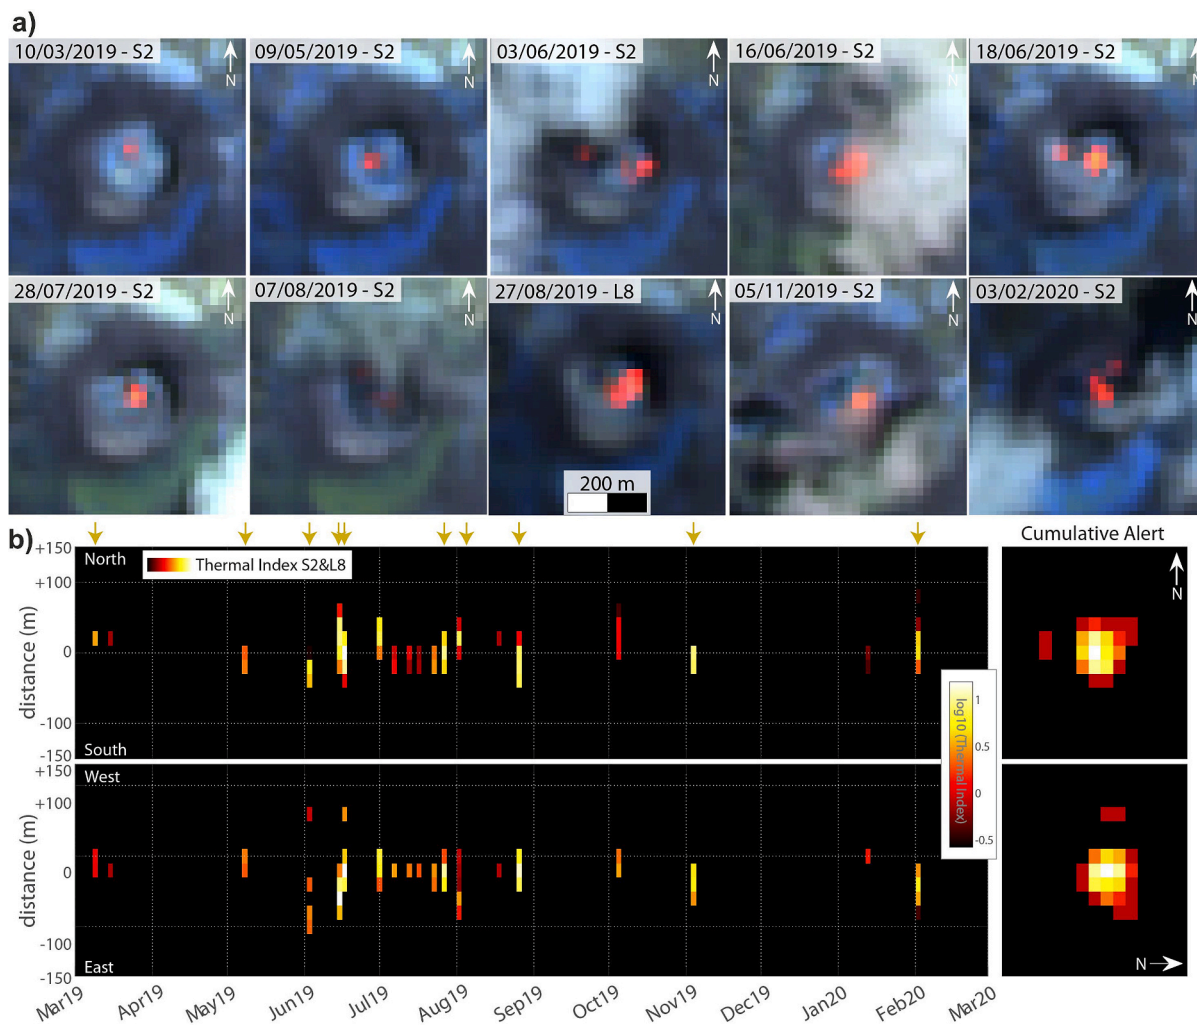 a)
10/03/2019 - S2
09/05/2019 - S2
03/06/2019 - S2
16/06/2019 - S2
18/06/2019 - S2
N
N
N
N
N
28/07/2019 - S2
07/08/2019 - S2
27/08/2019 - L8
05/11/2019 - S2
03/02/2020 - S2
N
N
N
N
N
200 m
b)
Cumulative Alert
+150
+100
0
-100
-150
distance (m)
North
Thermal Index S2&L8
South
N
+150
+100
0
-100
-150
distance (m)
West
East
log10 (Thermal Index)
1
0.5
0
-0.5
N
Mar19
Apr19
May19
Jun19
Jul19
Aug19
Sep19
Oct19
Nov19
Dec19
Jan20
Feb20
Mar20